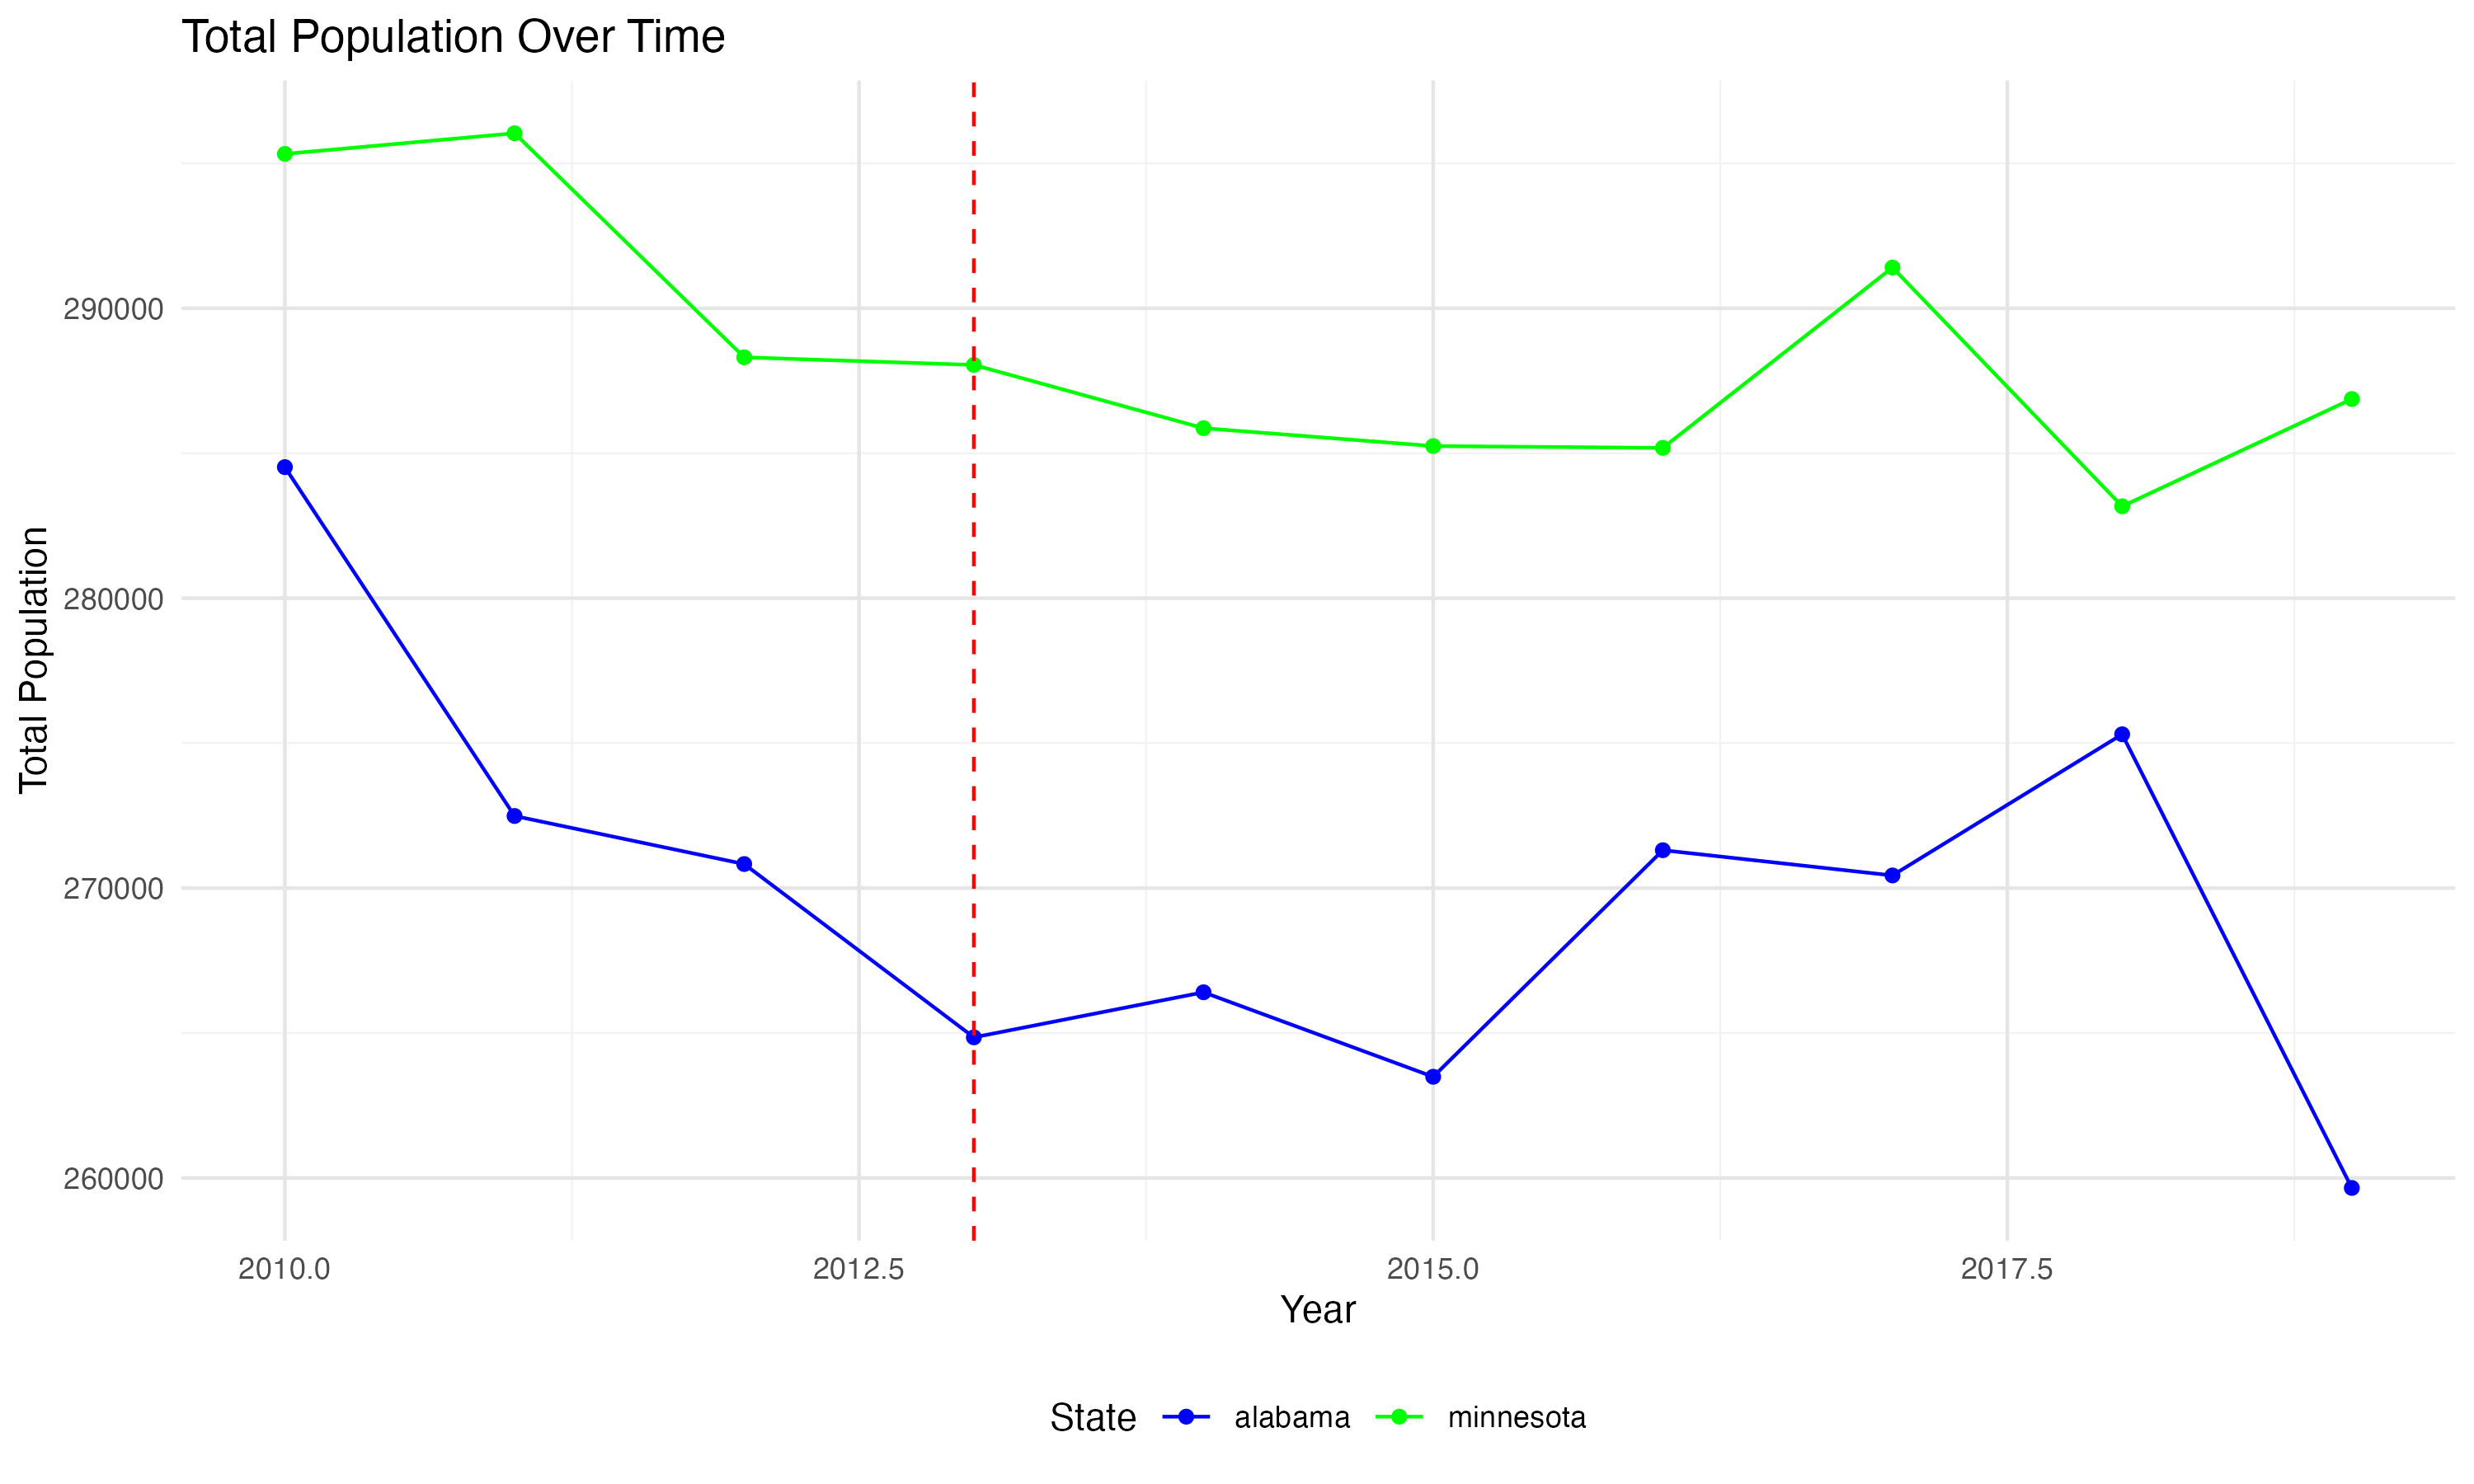 Total Population Over Time
Total Population
290000
280000
270000
260000
2010.0 2012.5 2015.0 2017.5
Year
State alabama minnesota